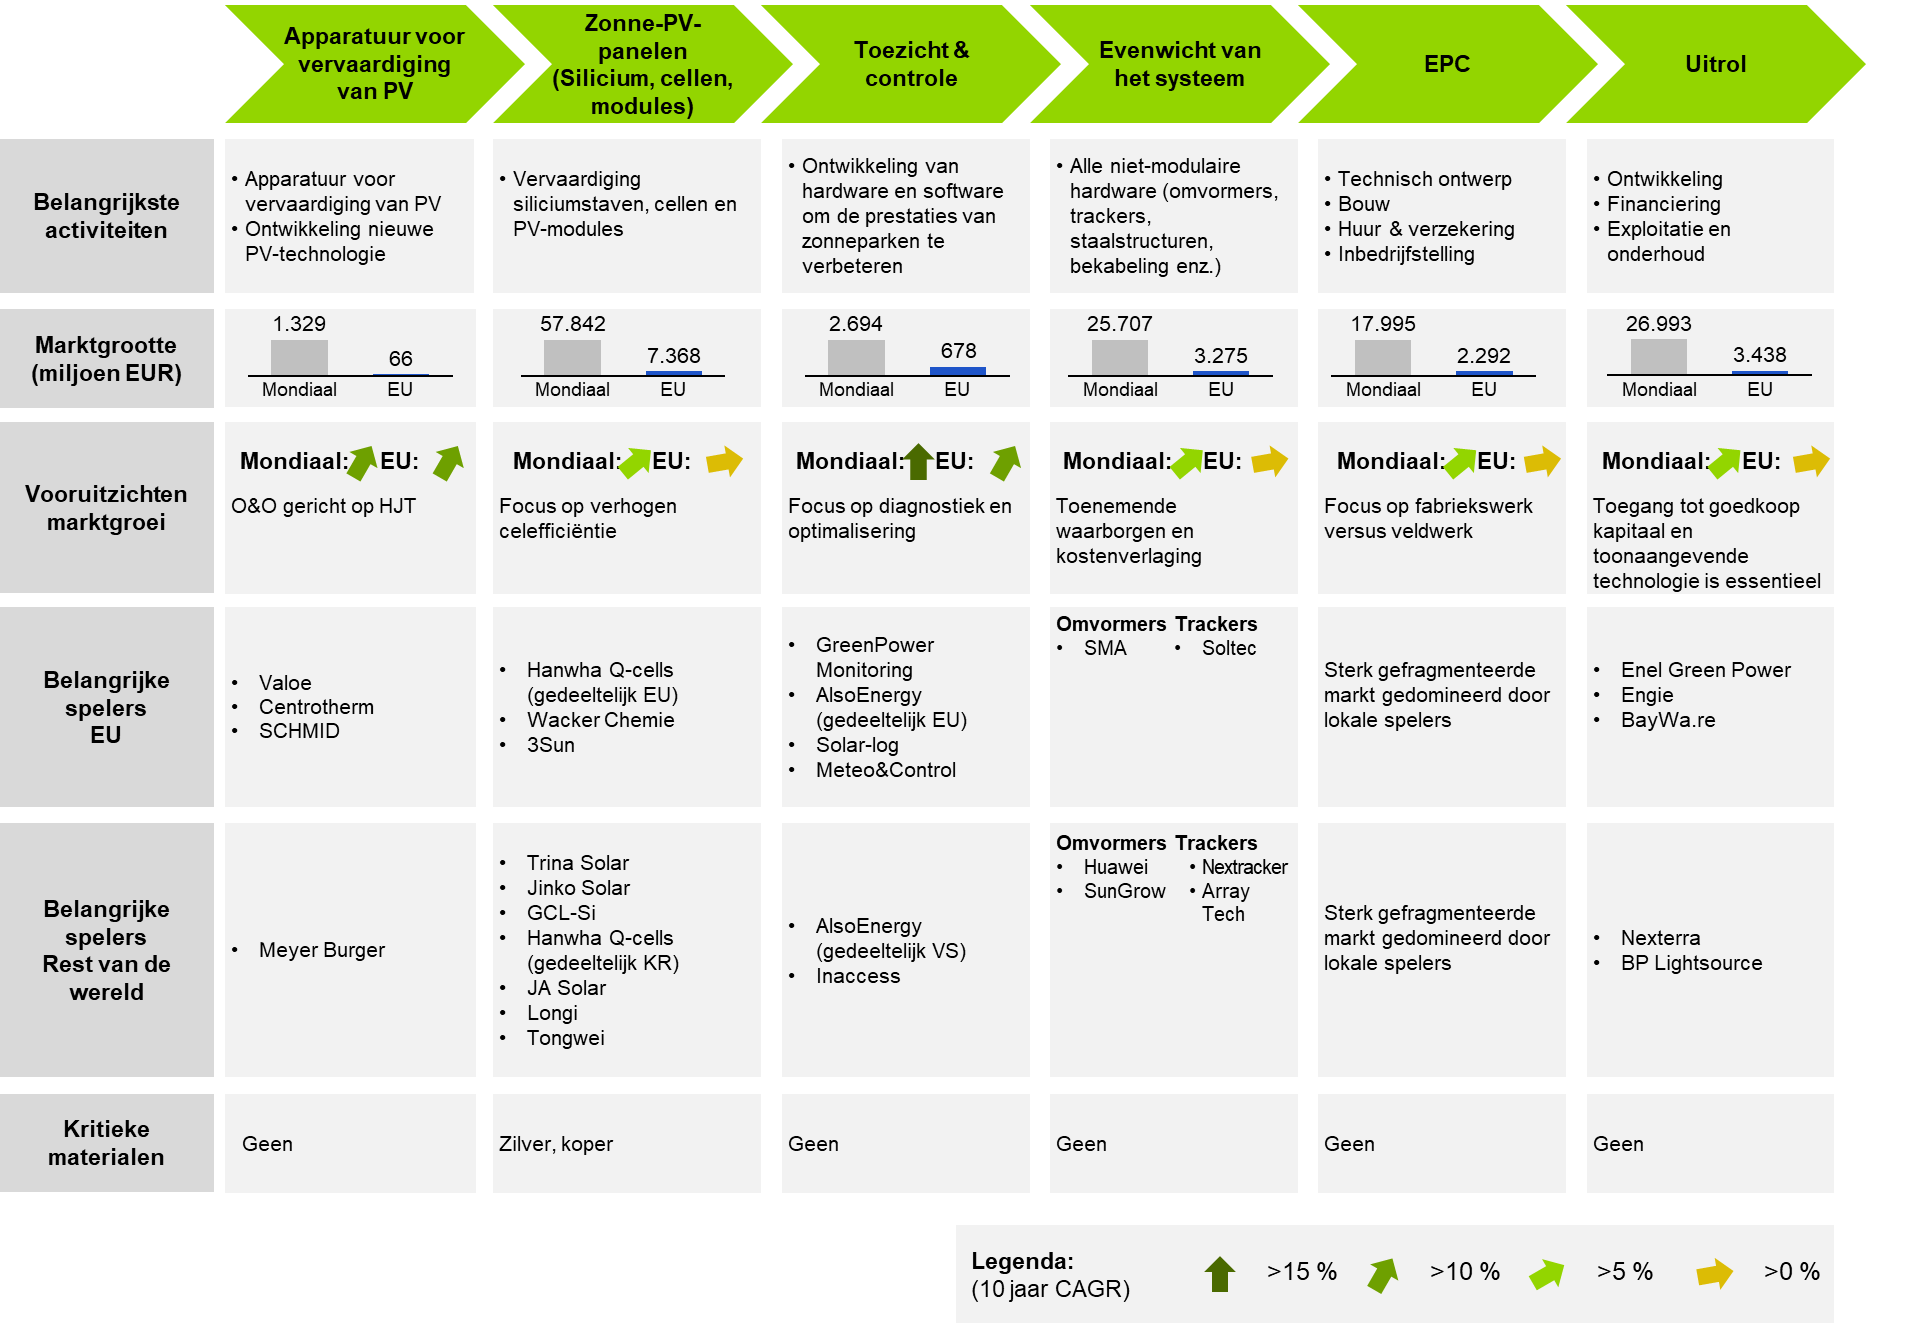 Apparatuur voor
vervaardiging
van PV
Zonne-PV-
panelen
(Silicium, cellen,
modules)
Toezicht &
controle
Evenwicht van
het systeem
EPC
Uitrol
Belangrijkste
activiteiten
• Apparatuur voor
vervaardiging van PV
• Ontwikkeling nieuwe
PV-technologie
• Vervaardiging
siliciumstaven, cellen en
PV-modules
• Ontwikkeling van
hardware en software
om de prestaties van
zonneparken te
verbeteren
• Alle niet-modulaire
hardware (omvormers,
trackers,
staalstructuren,
bekabeling enz.)
• Technisch ontwerp
• Bouw
• Huur & verzekering
• Inbedrijfstelling
• Ontwikkeling
• Financiering
• Exploitatie en
onderhoud
Marktgrootte
(miljoen EUR)
1.329
66
Mondiaal EU
57.842
7.368
Mondiaal EU
2.694
678
Mondiaal EU
25.707
3.275
Mondiaal EU
17.995
2.292
Mondiaal EU
26.993
3.438
Mondiaal EU
Vooruitzichten
marktgroei
Mondiaal: EU:
O&O gericht op HJT
Mondiaal: EU:
Focus op verhogen
celefficiëntie
Mondiaal: EU:
Focus op diagnostiek en
optimalisering
Mondiaal: EU:
Toenemende
waarborgen en
kostenverlaging
Mondiaal: EU:
Focus op fabriekswerk
versus veldwerk
Mondiaal: EU:
Toegang tot goedkoop
kapitaal en
toonaangevende
technologie is essentieel
Belangrijke
spelers
EU
• Valoe
• Centrotherm
• SCHMID
• Hanwha Q-cells
(gedeeltelijk EU)
• Wacker Chemie
• 3Sun
• GreenPower
Monitoring
• AlsoEnergy
(gedeeltelijk EU)
• Solar-log
• Meteo&Control
Omvormers Trackers
• SMA • Soltec
Sterk gefragmenteerde
markt gedomineerd door
lokale spelers
• Enel Green Power
• Engie
• BayWa.re
Belangrijke
spelers
Rest van de
wereld
• Meyer Burger
• Trina Solar
• Jinko Solar
• GCL-Si
• Hanwha Q-cells
(gedeeltelijk KR)
• JA Solar
• Longi
• Tongwei
• AlsoEnergy
(gedeeltelijk VS)
• Inaccess
Omvormers Trackers
• Huawei • Nextracker
• SunGrow • Array
Tech
Sterk gefragmenteerde
markt gedomineerd door
lokale spelers
• Nexterra
• BP Lightsource
Kritieke
materialen
Geen
Zilver, koper
Geen
Geen
Geen
Geen
Legenda:
(10 jaar CAGR)
>15 %
>10 %
>5 %
>0 %